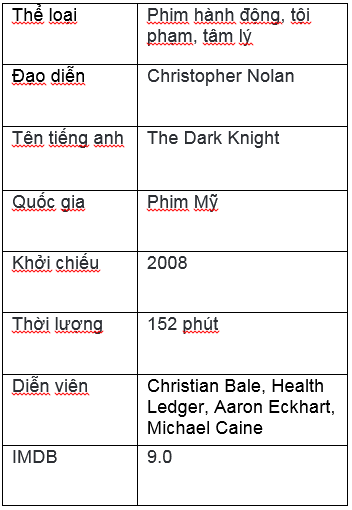 Thể loại
Phim hành động, tội
phạm, tâm lý
Đạo diễn
Christopher Nolan
Tên tiếng anh
The Dark Knight
Quốc gia
Phim Mỹ
Khởi chiếu
2008
Thời lượng
152 phút
Diễn viên
Christian Bale, Health
Ledger, Aaron Eckhart,
Michael Caine
IMDB
9.0